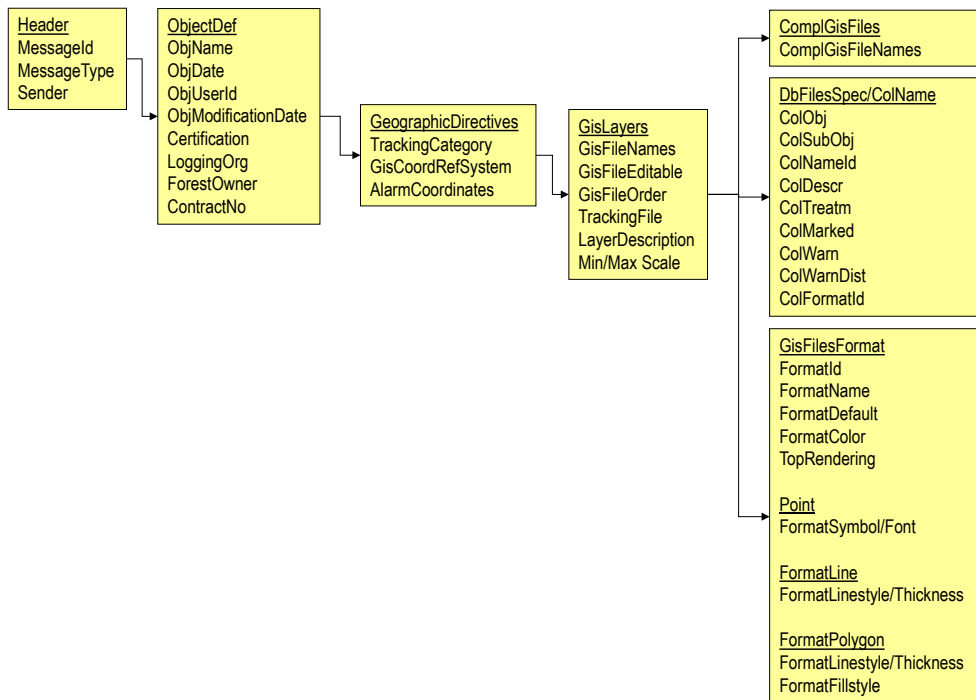 Header
MessageId
MessageType
Sender
ObjectDef
ObjName
ObjDate
ObjUserId
ObjModificationDate
Certification
LoggingOrg
ForestOwner
ContractNo
GeographicDirectives
TrackingCategory
GisCoordRefSystem
AlarmCoordinates
GisLayers
GisFileNames
GisFileEditable
GisFileOrder
TrackingFile
LayerDescription
Min/Max Scale
ComplGisFiles
ComplGisFileNames
DbFilesSpec/ColName
ColObj
ColSubObj
ColNameId
ColDescr
ColTreatm
ColMarked
ColWarn
ColWarnDist
ColFormatId
GisFilesFormat
FormatId
FormatName
FormatDefault
FormatColor
TopRendering
Point
FormatSymbol/Font
FormatLine
FormatLinestyle/Thickness
FormatPolygon
FormatLinestyle/Thickness
FormatFillstyle